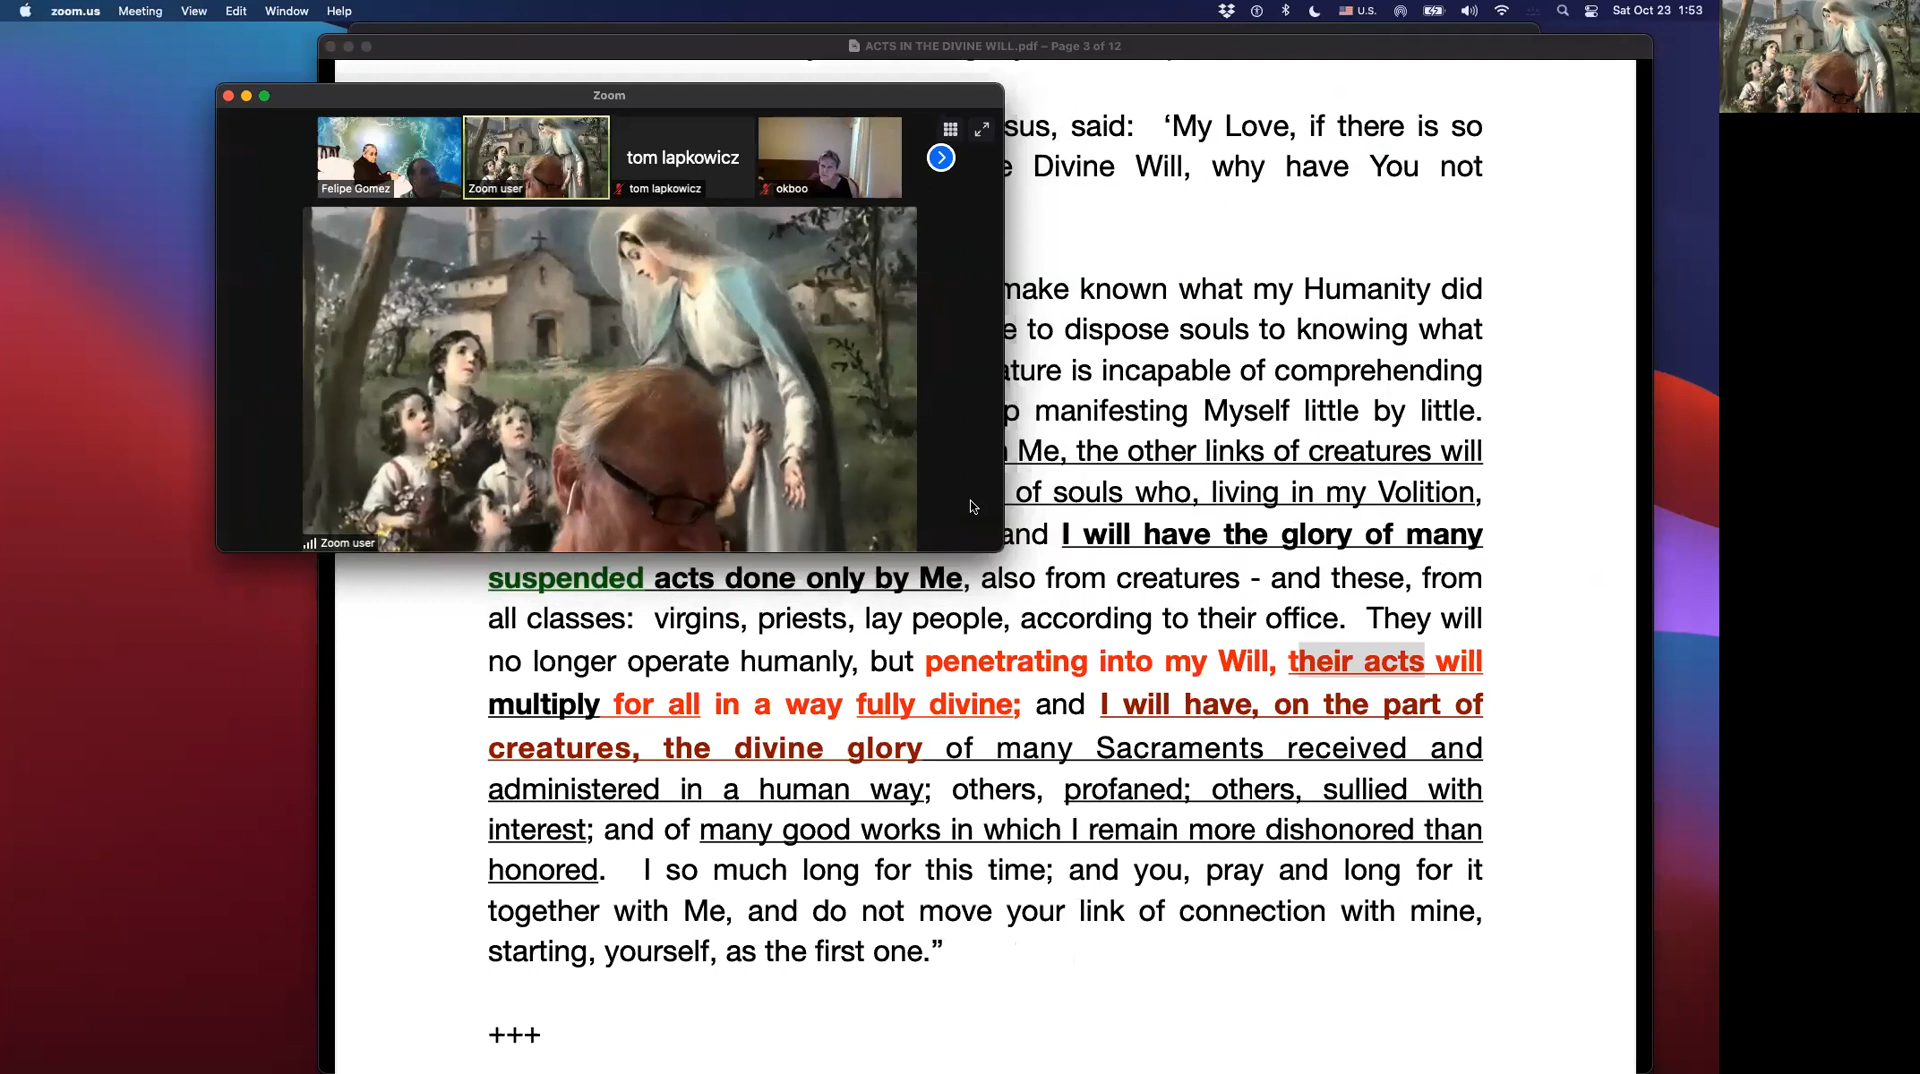 zoom.us Meeting View Edit Window Help U.S. Sat Oct 23 1:53
ACTS IN THE DIVINE WILL.pdf – Page 3 of 12
Zoom
tom lapkowicz
Felipe Gomez Zoom user tom lapkowicz okboo
Zoom user
sus, said: ‘My Love, if there is so
e Divine Will, why have You not
make known what my Humanity did
e to dispose souls to knowing what
ature is incapable of comprehending
p manifesting Myself little by little.
Me, the other links of creatures will
of souls who, living in my Volition,
and I will have the glory of many
suspended acts done only by Me, also from creatures - and these, from
all classes: virgins, priests, lay people, according to their office. They will
no longer operate humanly, but penetrating into my Will, their acts will
multiply for all in a way fully divine; and I will have, on the part of
creatures, the divine glory of many Sacraments received and
administered in a human way; others, profaned; others, sullied with
interest; and of many good works in which I remain more dishonored than
honored. I so much long for this time; and you, pray and long for it
together with Me, and do not move your link of connection with mine,
starting, yourself, as the first one.”
+++